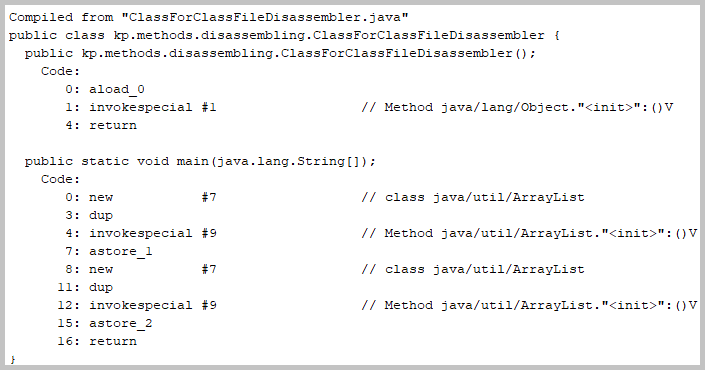 Compiled from "ClassForClassFileDisassembler.java"
public class kp.methods.disassembling.ClassForClassFileDisassembler {
  public kp.methods.disassembling.ClassForClassFileDisassembler();
    Code:
       0: aload_0
       1: invokespecial #1                  // Method java/lang/Object."<init>":()V
       4: return

  public static void main(java.lang.String[]);
    Code:
       0: new           #7                  // class java/util/ArrayList
       3: dup
       4: invokespecial #9                  // Method java/util/ArrayList."<init>":()V
       7: astore_1
       8: new           #7                  // class java/util/ArrayList
      11: dup
      12: invokespecial #9                  // Method java/util/ArrayList."<init>":()V
      15: astore_2
      16: return
}